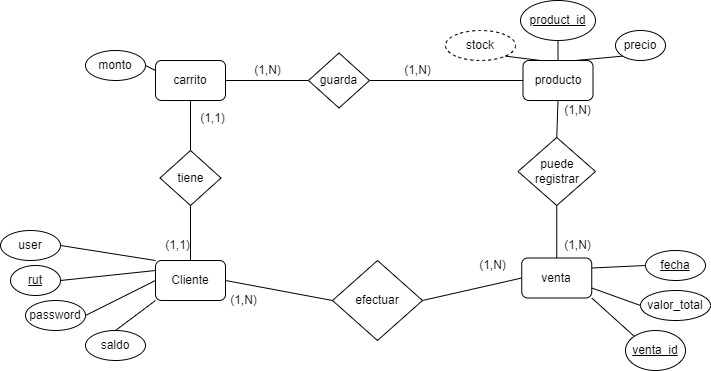 product_id
stock
precio
monto
carrito
(1,N)
guarda
(1,N)
producto
(1,1)
(1,N)
tiene
puede
registrar
(1,1)
(1,N)
user
rut
password
saldo
Cliente
(1,N)
efectuar
(1,N)
venta
fecha
valor_total
venta_id